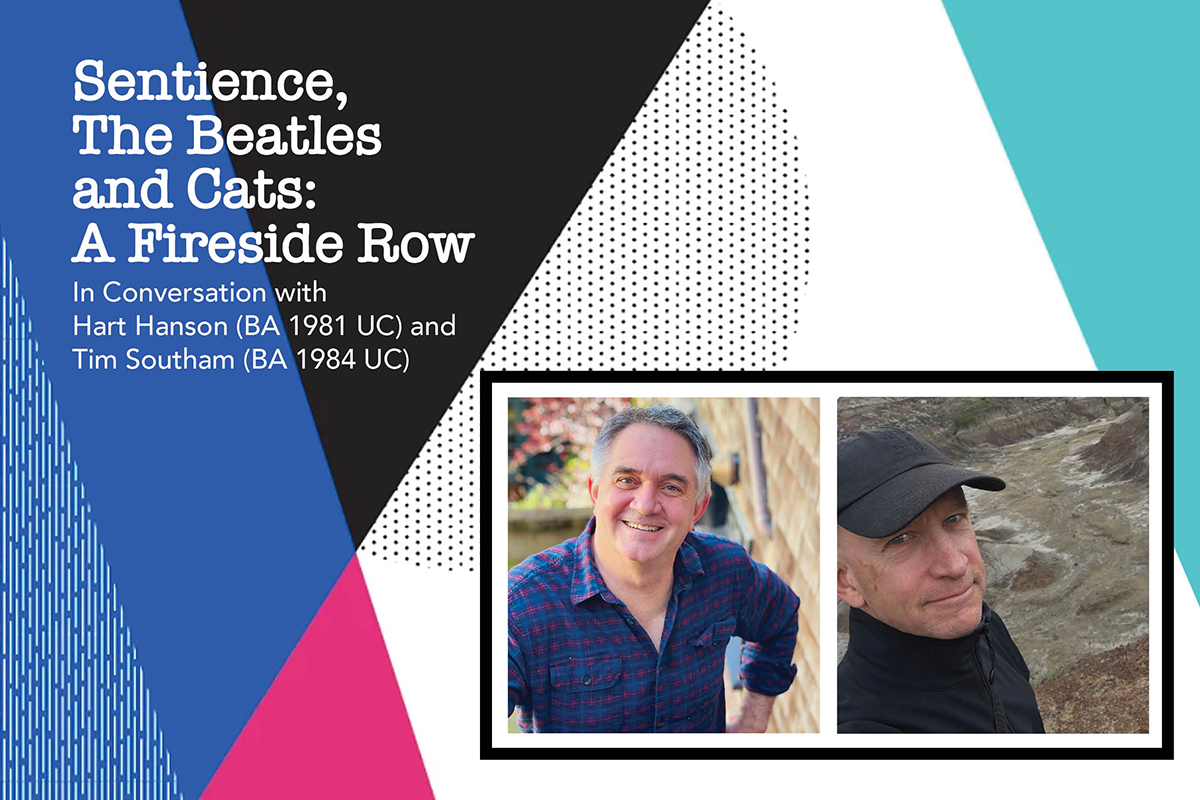 Sentience,
The Beatles
and Cats:
A Fireside Row
In Conversation with
Hart Hanson (BA 1981 UC) and
Tim Southam (BA 1984 UC)